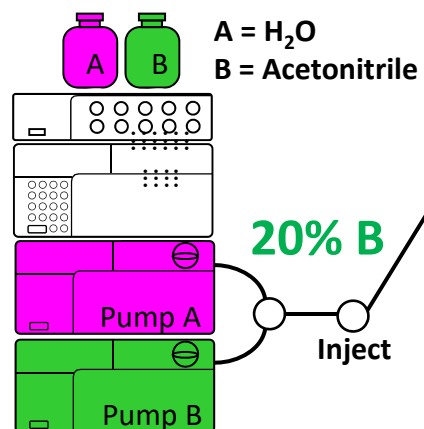 A
B
A = H₂O
B = Acetonitrile
20% B
Pump A
Inject
Pump B